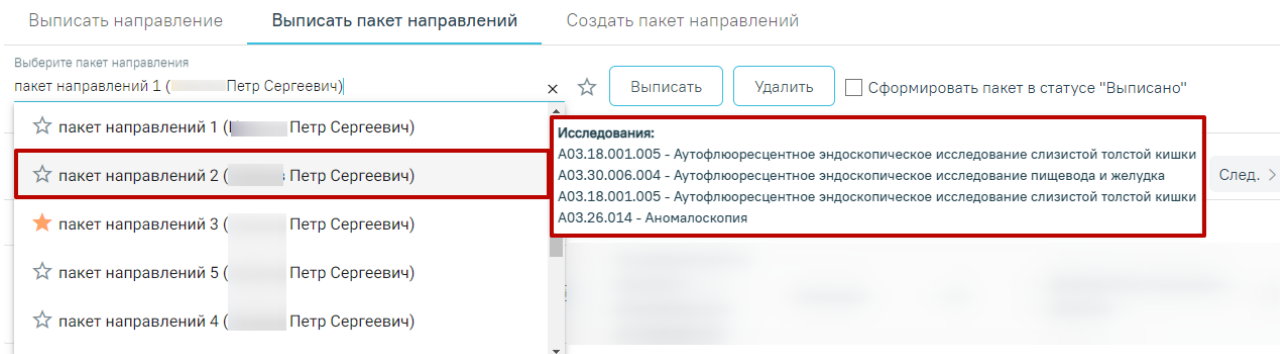 Выписать направление Выписать пакет направлений Создать пакет направлений
Выберите пакет направления
пакет направлений 1 ( Петр Сергеевич)
Выписать Удалить Сформировать пакет в статусе "Выписано"
пакет направлений 1 ( Петр Сергеевич)
пакет направлений 2 ( Петр Сергеевич)
пакет направлений 3 ( Петр Сергеевич)
пакет направлений 5 ( Петр Сергеевич)
пакет направлений 4 ( Петр Сергеевич)
Исследования:
A03.18.001.005 - Аутофлюоресцентное эндоскопическое исследование слизистой толстой кишки
A03.30.006.004 - Аутофлюоресцентное эндоскопическое исследование пищевода и желудка
A03.18.001.005 - Аутофлюоресцентное эндоскопическое исследование слизистой толстой кишки
A03.26.014 - Аномалоскопия
След. >